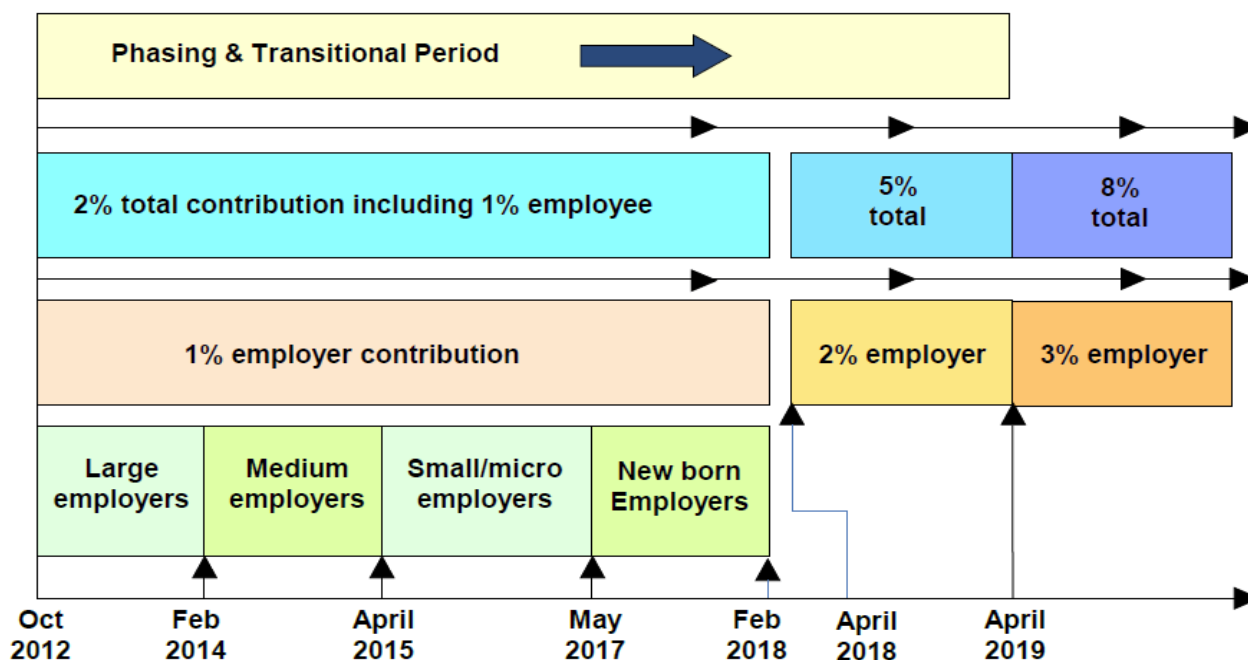 Phasing & Transitional Period
2% total contribution including 1% employee
5%
total
8%
total
1% employer contribution
2% employer
3% employer
Large
employers
Medium
employers
Small/micro
employers
New born
Employers
Oct
2012
Feb
2014
April
2015
May
2017
Feb
2018
April
2018
April
2019